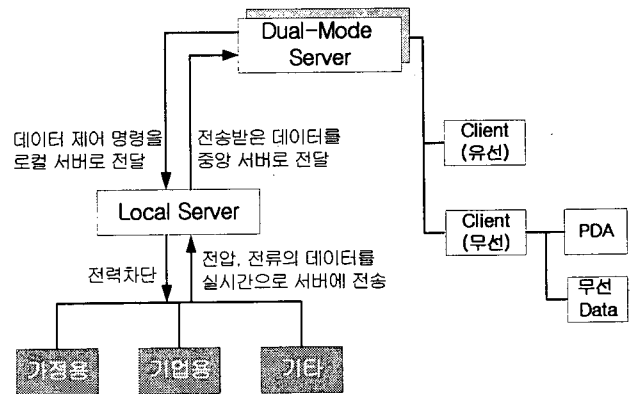 Dual-Mode
Server
데이터 제어 명령을
로컬 서버로 전달
전송받은 데이터를
중앙 서버로 전달
Client
(유선)
Local Server
Client
(무선)
PDA
전력차단
전압, 전류의 데이터를
실시간으로 서버에 전송
무선
Data
가정용
기업용
기타